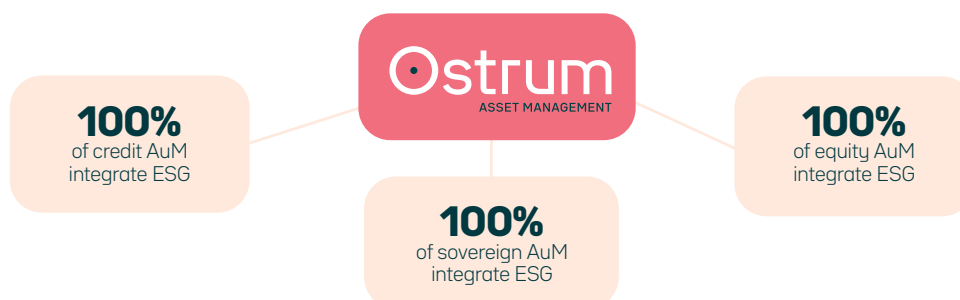 Ostrum
ASSET MANAGEMENT
100%
of credit AuM
integrate ESG
100%
of sovereign AuM
integrate ESG
100%
of equity AuM
integrate ESG